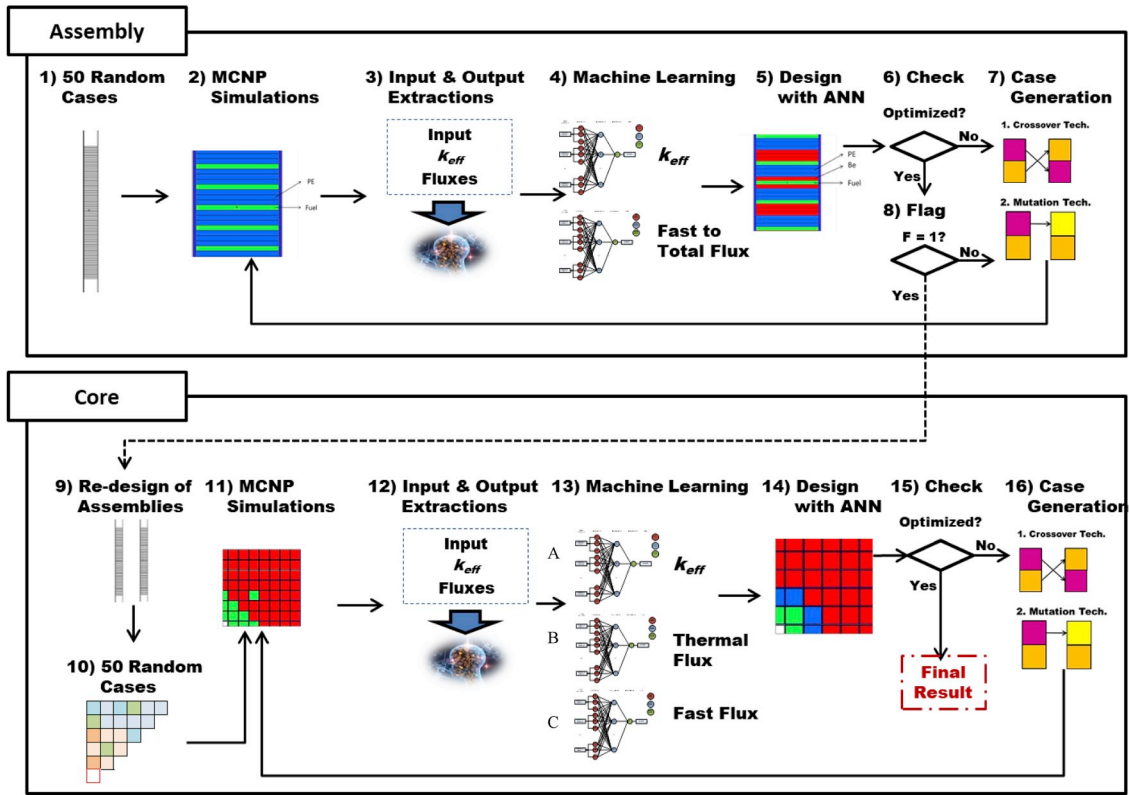 Assembly
1) 50 Random
Cases
2) MCNP
Simulations
PE
Fuel
3) Input & Output
Extractions
Input
keff
Fluxes
4) Machine Learning
keff
Fast to
Total Flux
5) Design
with ANN
PE
Be
Fuel
6) Check
Optimized?
No
Yes
8) Flag
F = 1?
No
Yes
7) Case
Generation
1. Crossover Tech.
2. Mutation Tech.
Core
9) Re-design of
Assemblies
10) 50 Random
Cases
11) MCNP
Simulations
12) Input & Output
Extractions
Input
keff
Fluxes
13) Machine Learning
A
keff
B
Thermal
Flux
C
Fast Flux
14) Design
with ANN
15) Check
Optimized?
No
Yes
Final
Result
16) Case
Generation
1. Crossover Tech.
2. Mutation Tech.